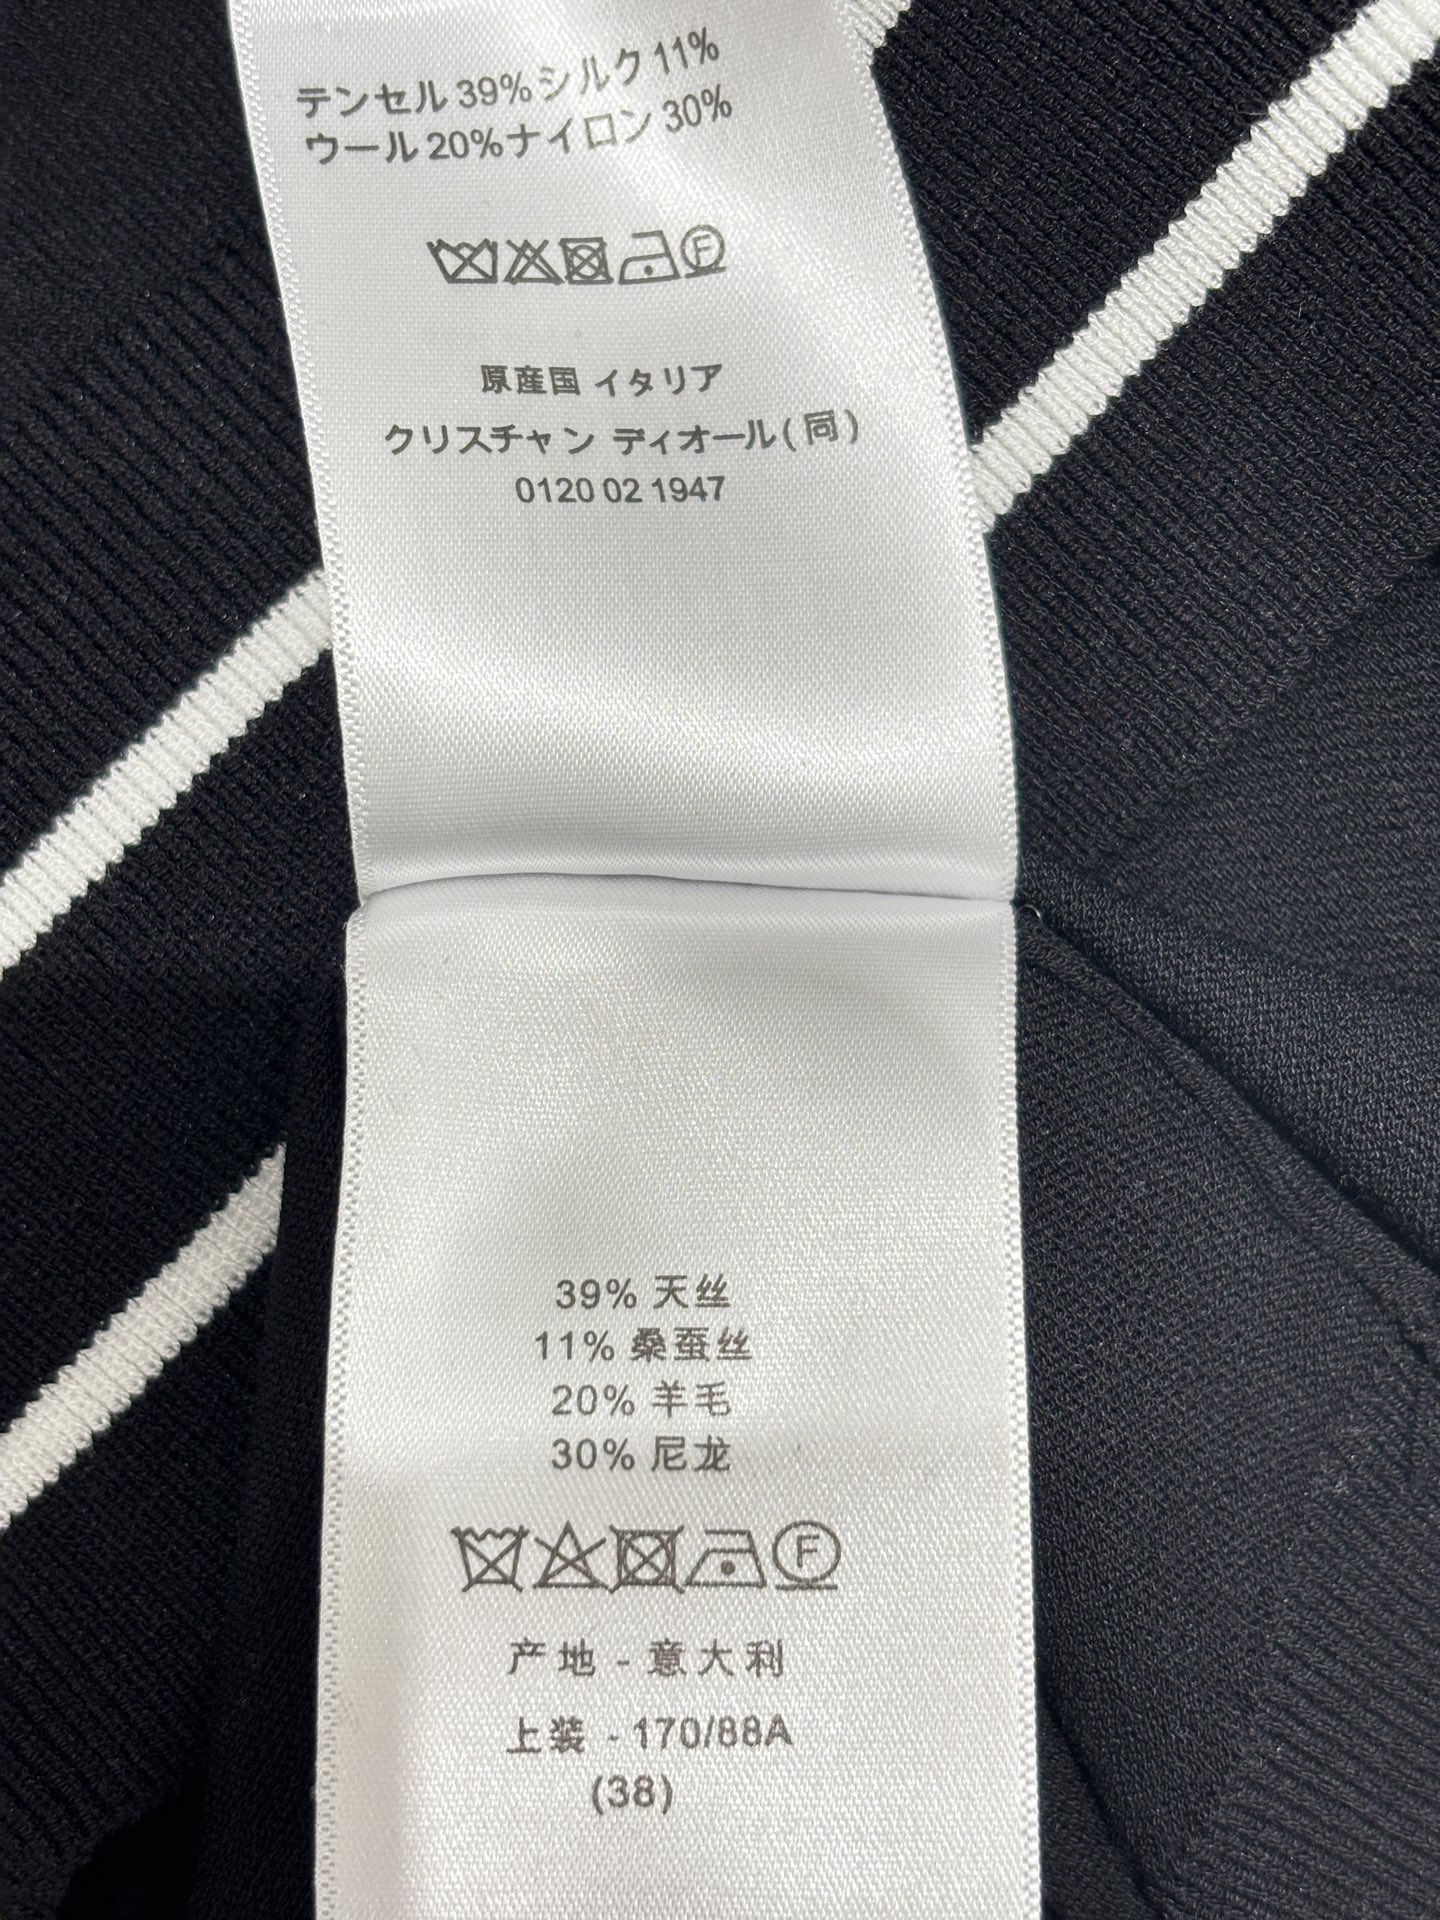 テンセル 39%シルク 11%
ウール 20%ナイロン 30%
F
原産国 イタリア
クリスチャン ディオール(同)
0120 02 1947
39% 天丝
11% 桑蚕丝
20% 羊毛
30% 尼龙
F
产地 - 意大利
上装 - 170/88A
(38)